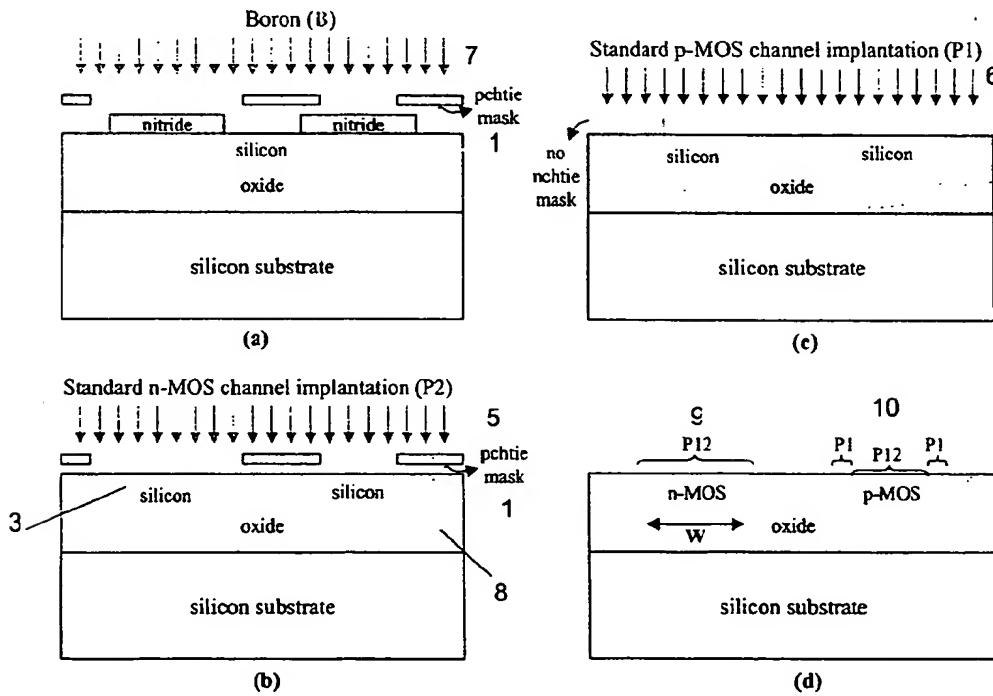 Boron (B)
7
pchtie
mask
nitride
nitride
1
silicon
oxide
silicon substrate
(a)
Standard n-MOS channel implantation (P2)
5
pchtie
mask
silicon
silicon
1
3
oxide
8
silicon substrate
(b)
Standard p-MOS channel implantation (P1)
6
no
nchtie
mask
silicon
silicon
oxide
silicon substrate
(c)
9
10
P12
P1
P12
P1
n-MOS
p-MOS
W
oxide
silicon substrate
(d)